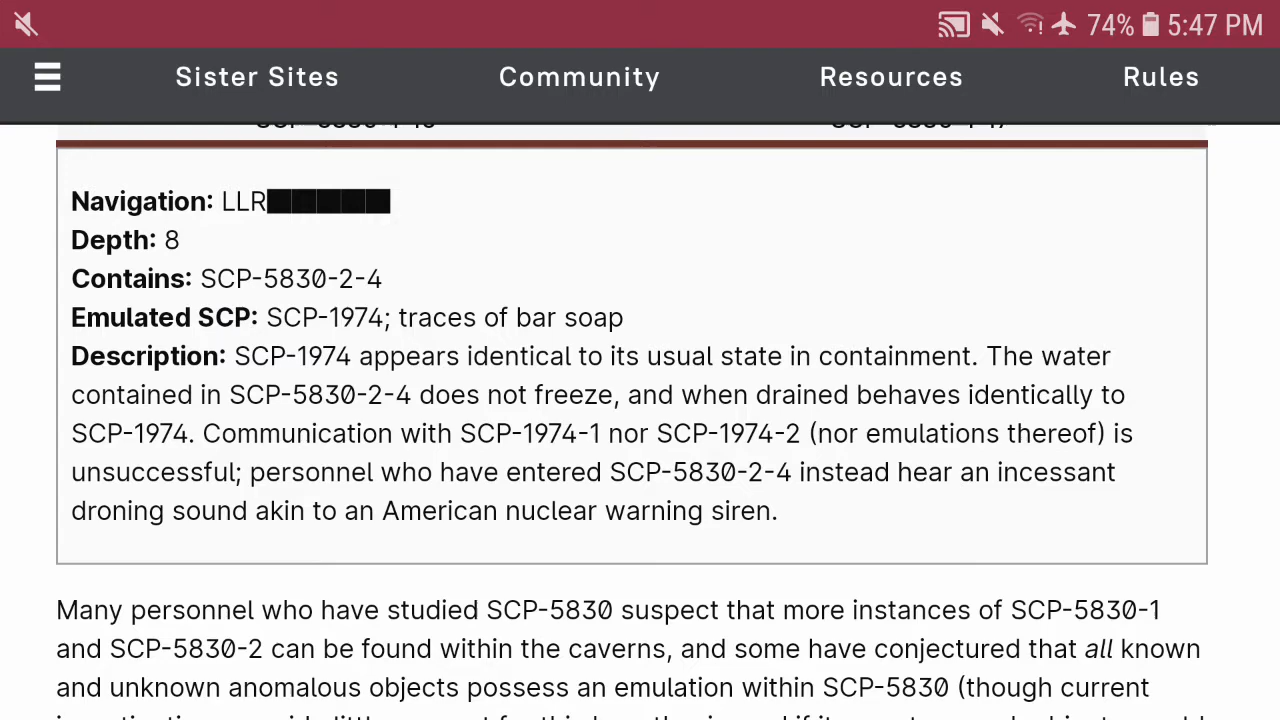 74% 5:47 PM
Sister Sites Community Resources Rules
Navigation: LLR█████
Depth: 8
Contains: SCP-5830-2-4
Emulated SCP: SCP-1974; traces of bar soap
Description: SCP-1974 appears identical to its usual state in containment. The water
contained in SCP-5830-2-4 does not freeze, and when drained behaves identically to
SCP-1974. Communication with SCP-1974-1 nor SCP-1974-2 (nor emulations thereof) is
unsuccessful; personnel who have entered SCP-5830-2-4 instead hear an incessant
droning sound akin to an American nuclear warning siren.
Many personnel who have studied SCP-5830 suspect that more instances of SCP-5830-1
and SCP-5830-2 can be found within the caverns, and some have conjectured that all known
and unknown anomalous objects possess an emulation within SCP-5830 (though current